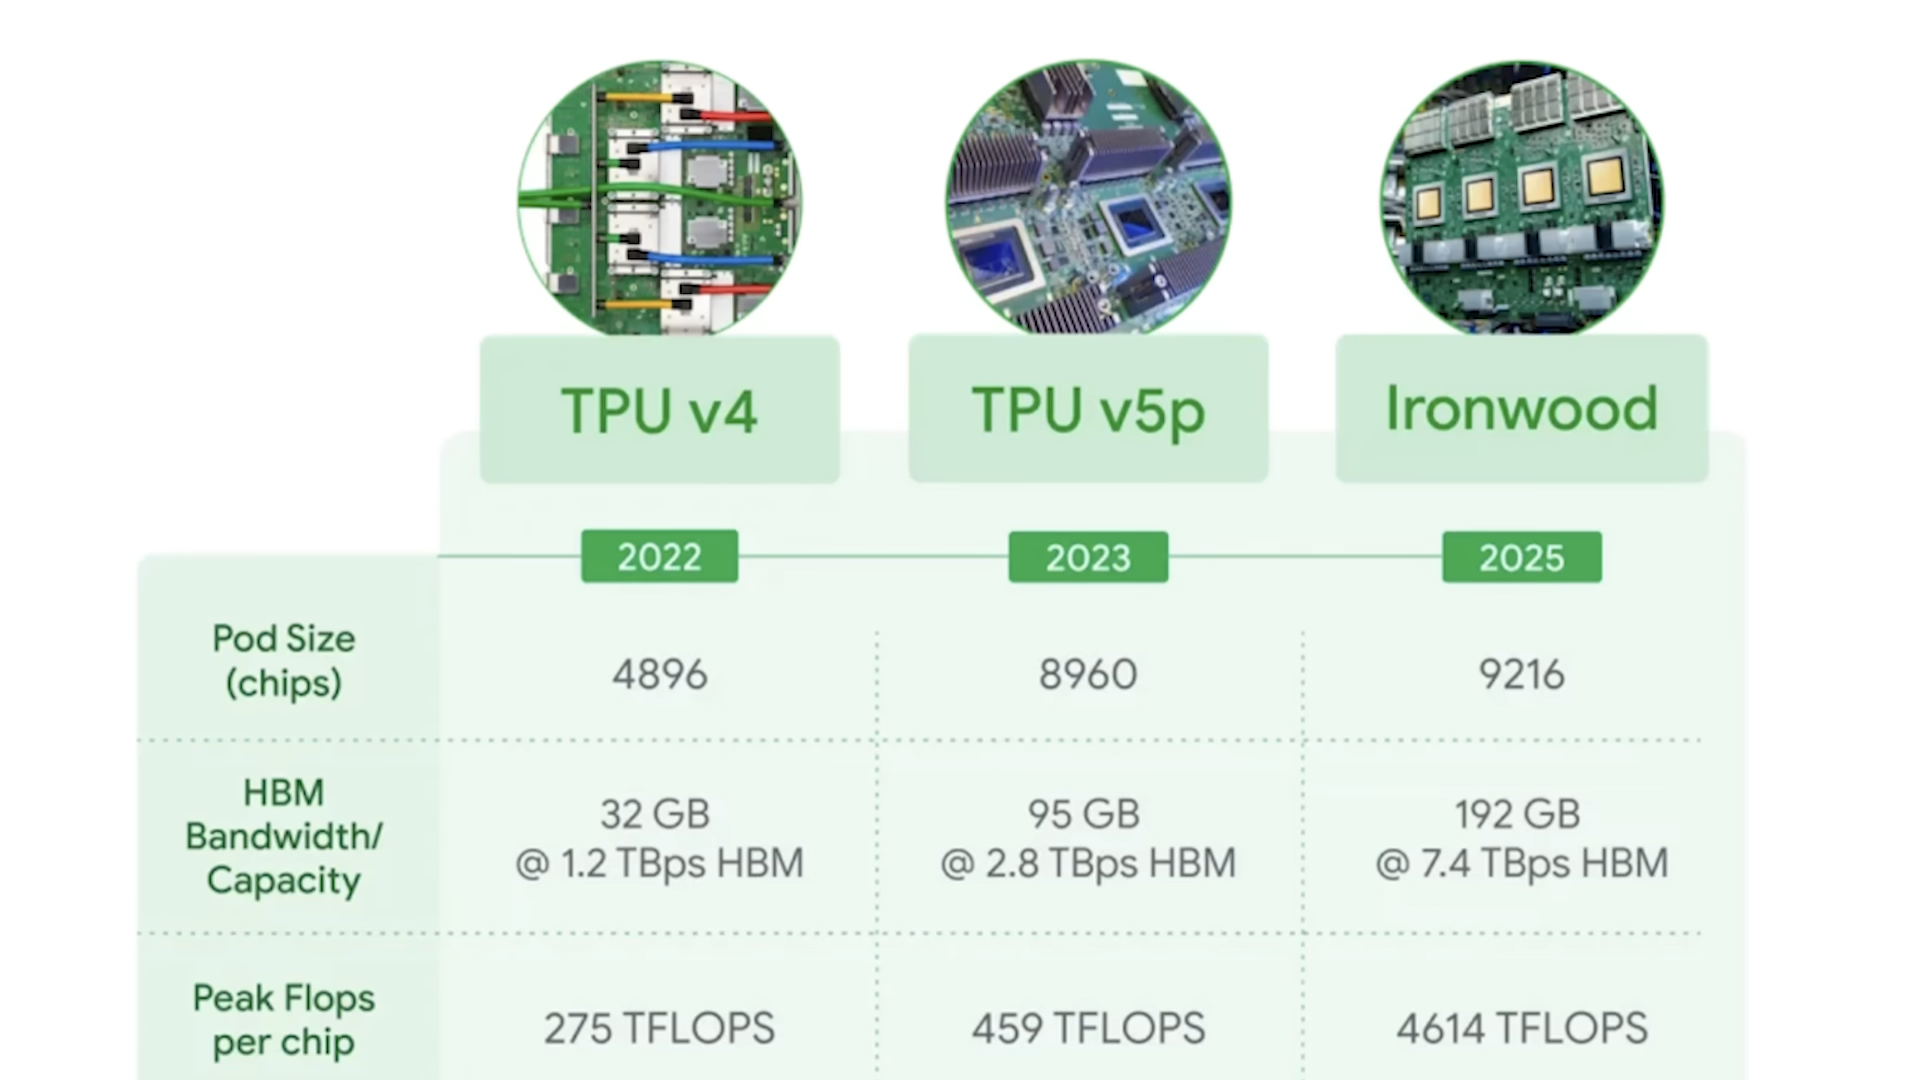 TPU v4
TPU v5p
Ironwood
2022
2023
2025
Pod Size
(chips)
4896
8960
9216
HBM
Bandwidth/
Capacity
32 GB
@ 1.2 TBps HBM
95 GB
@ 2.8 TBps HBM
192 GB
@ 7.4 TBps HBM
Peak Flops
per chip
275 TFLOPS
459 TFLOPS
4614 TFLOPS